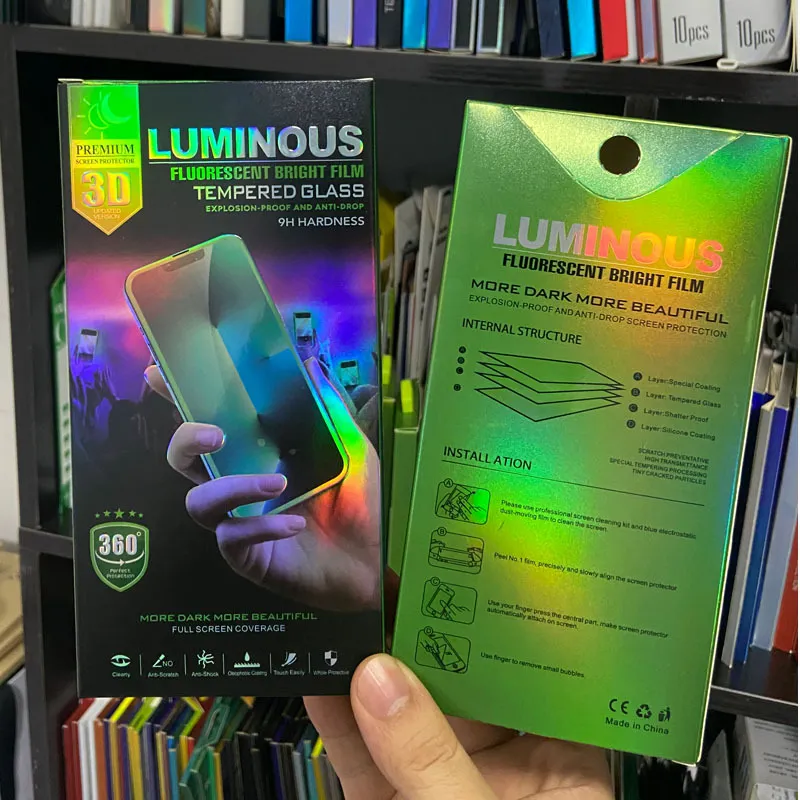 10pcs
10pcs
PREMIUM
SCREEN PROTECTOR
3D
UPDATED
VERSION
LUMINOUS
FLUORESCENT BRIGHT FILM
TEMPERED GLASS
EXPLOSION-PROOF AND ANTI-DROP
9H HARDNESS
360°
Perfect
Protection
MORE DARK MORE BEAUTIFUL
FULL SCREEN COVERAGE
Clearly
NO
Anti-Scratch
Anti-Shock
Oleophobic Coating
Touch Easily
Whole Protective
LUMINOUS
FLUORESCENT BRIGHT FILM
MORE DARK MORE BEAUTIFUL
EXPLOSION-PROOF AND ANTI-DROP SCREEN PROTECTION
INTERNAL STRUCTURE
A Layer:Special Coating
B Layer: Tempered Glass
C Layer:Shatter Proof
D Layer:Silicone Coating
SCRATCH PREVENTATIVE
HIGH TRANSMITTANCE
SPECIAL TEMPERING PROCESSING
TINY CRACKED PARTICLES
INSTALLATION
A
Please use professional screen cleaning kit and blue electrostatic
dust-moving film to clean the screen.
B
Peel No.1 film, precisely and slowly align the screen protector
C
Use your finger press the central part, make screen protector
automatically attach on screen.
D
Use finger to remove small bubbles.
CE
Made in China